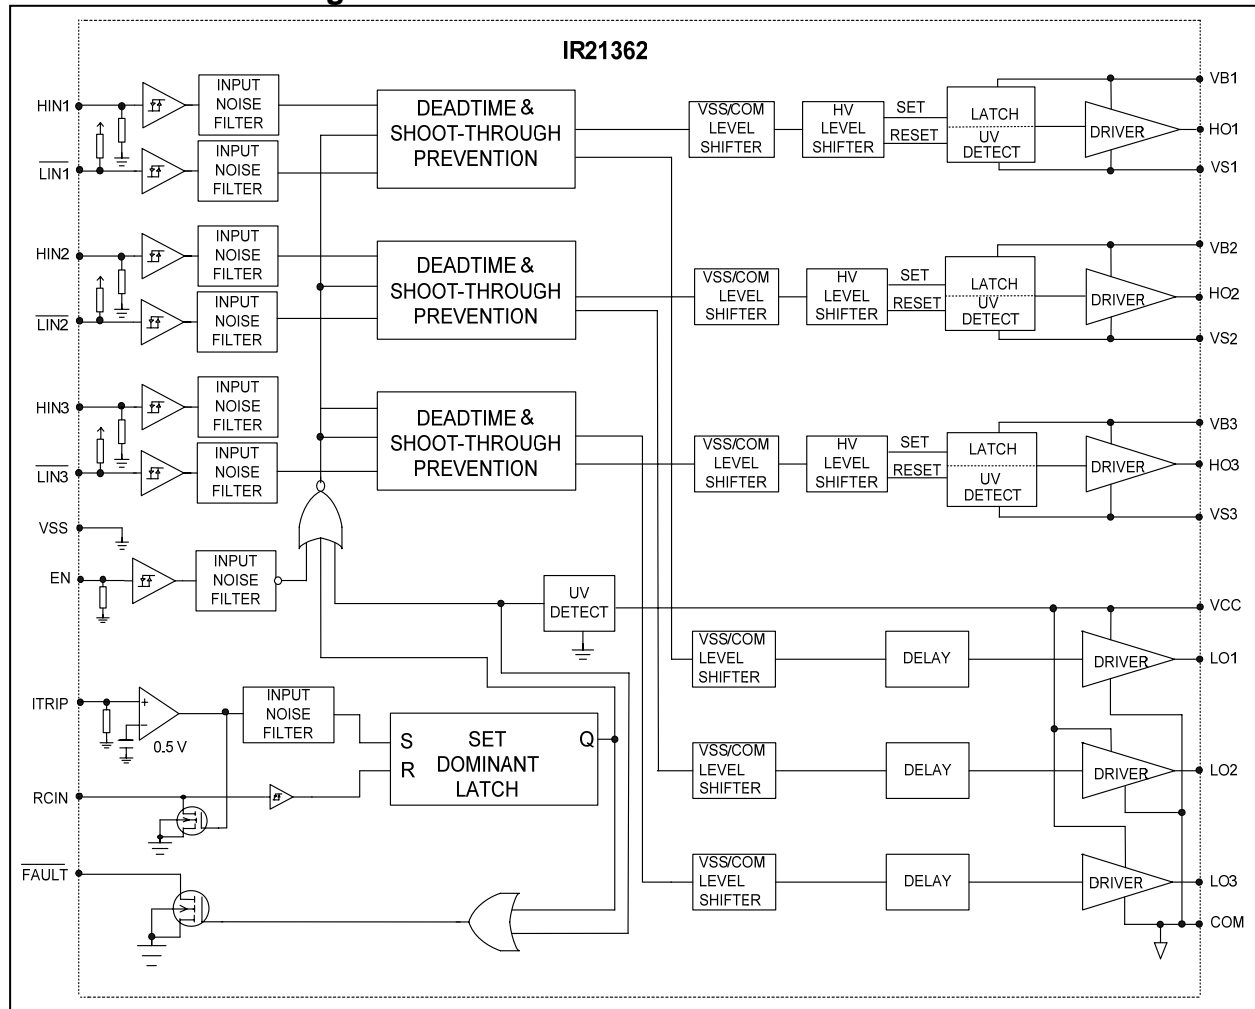 IR21362
HIN1
INPUT
NOISE
FILTER
LIN1
INPUT
NOISE
FILTER
DEADTIME &
SHOOT-THROUGH
PREVENTION
VSS/COM
LEVEL
SHIFTER
HV
LEVEL
SHIFTER
SET
RESET
LATCH
UV
DETECT
DRIVER
VB1
HO1
VS1
HIN2
INPUT
NOISE
FILTER
LIN2
INPUT
NOISE
FILTER
DEADTIME &
SHOOT-THROUGH
PREVENTION
VSS/COM
LEVEL
SHIFTER
HV
LEVEL
SHIFTER
SET
RESET
LATCH
UV
DETECT
DRIVER
VB2
HO2
VS2
HIN3
INPUT
NOISE
FILTER
LIN3
INPUT
NOISE
FILTER
DEADTIME &
SHOOT-THROUGH
PREVENTION
VSS/COM
LEVEL
SHIFTER
HV
LEVEL
SHIFTER
SET
RESET
LATCH
UV
DETECT
DRIVER
VB3
HO3
VS3
VSS
EN
INPUT
NOISE
FILTER
UV
DETECT
VCC
VSS/COM
LEVEL
SHIFTER
DELAY
DRIVER
LO1
ITRIP
+
−
0.5 V
INPUT
NOISE
FILTER
S
R
SET
DOMINANT
LATCH
Q
VSS/COM
LEVEL
SHIFTER
DELAY
DRIVER
LO2
RCIN
FAULT
VSS/COM
LEVEL
SHIFTER
DELAY
DRIVER
LO3
COM